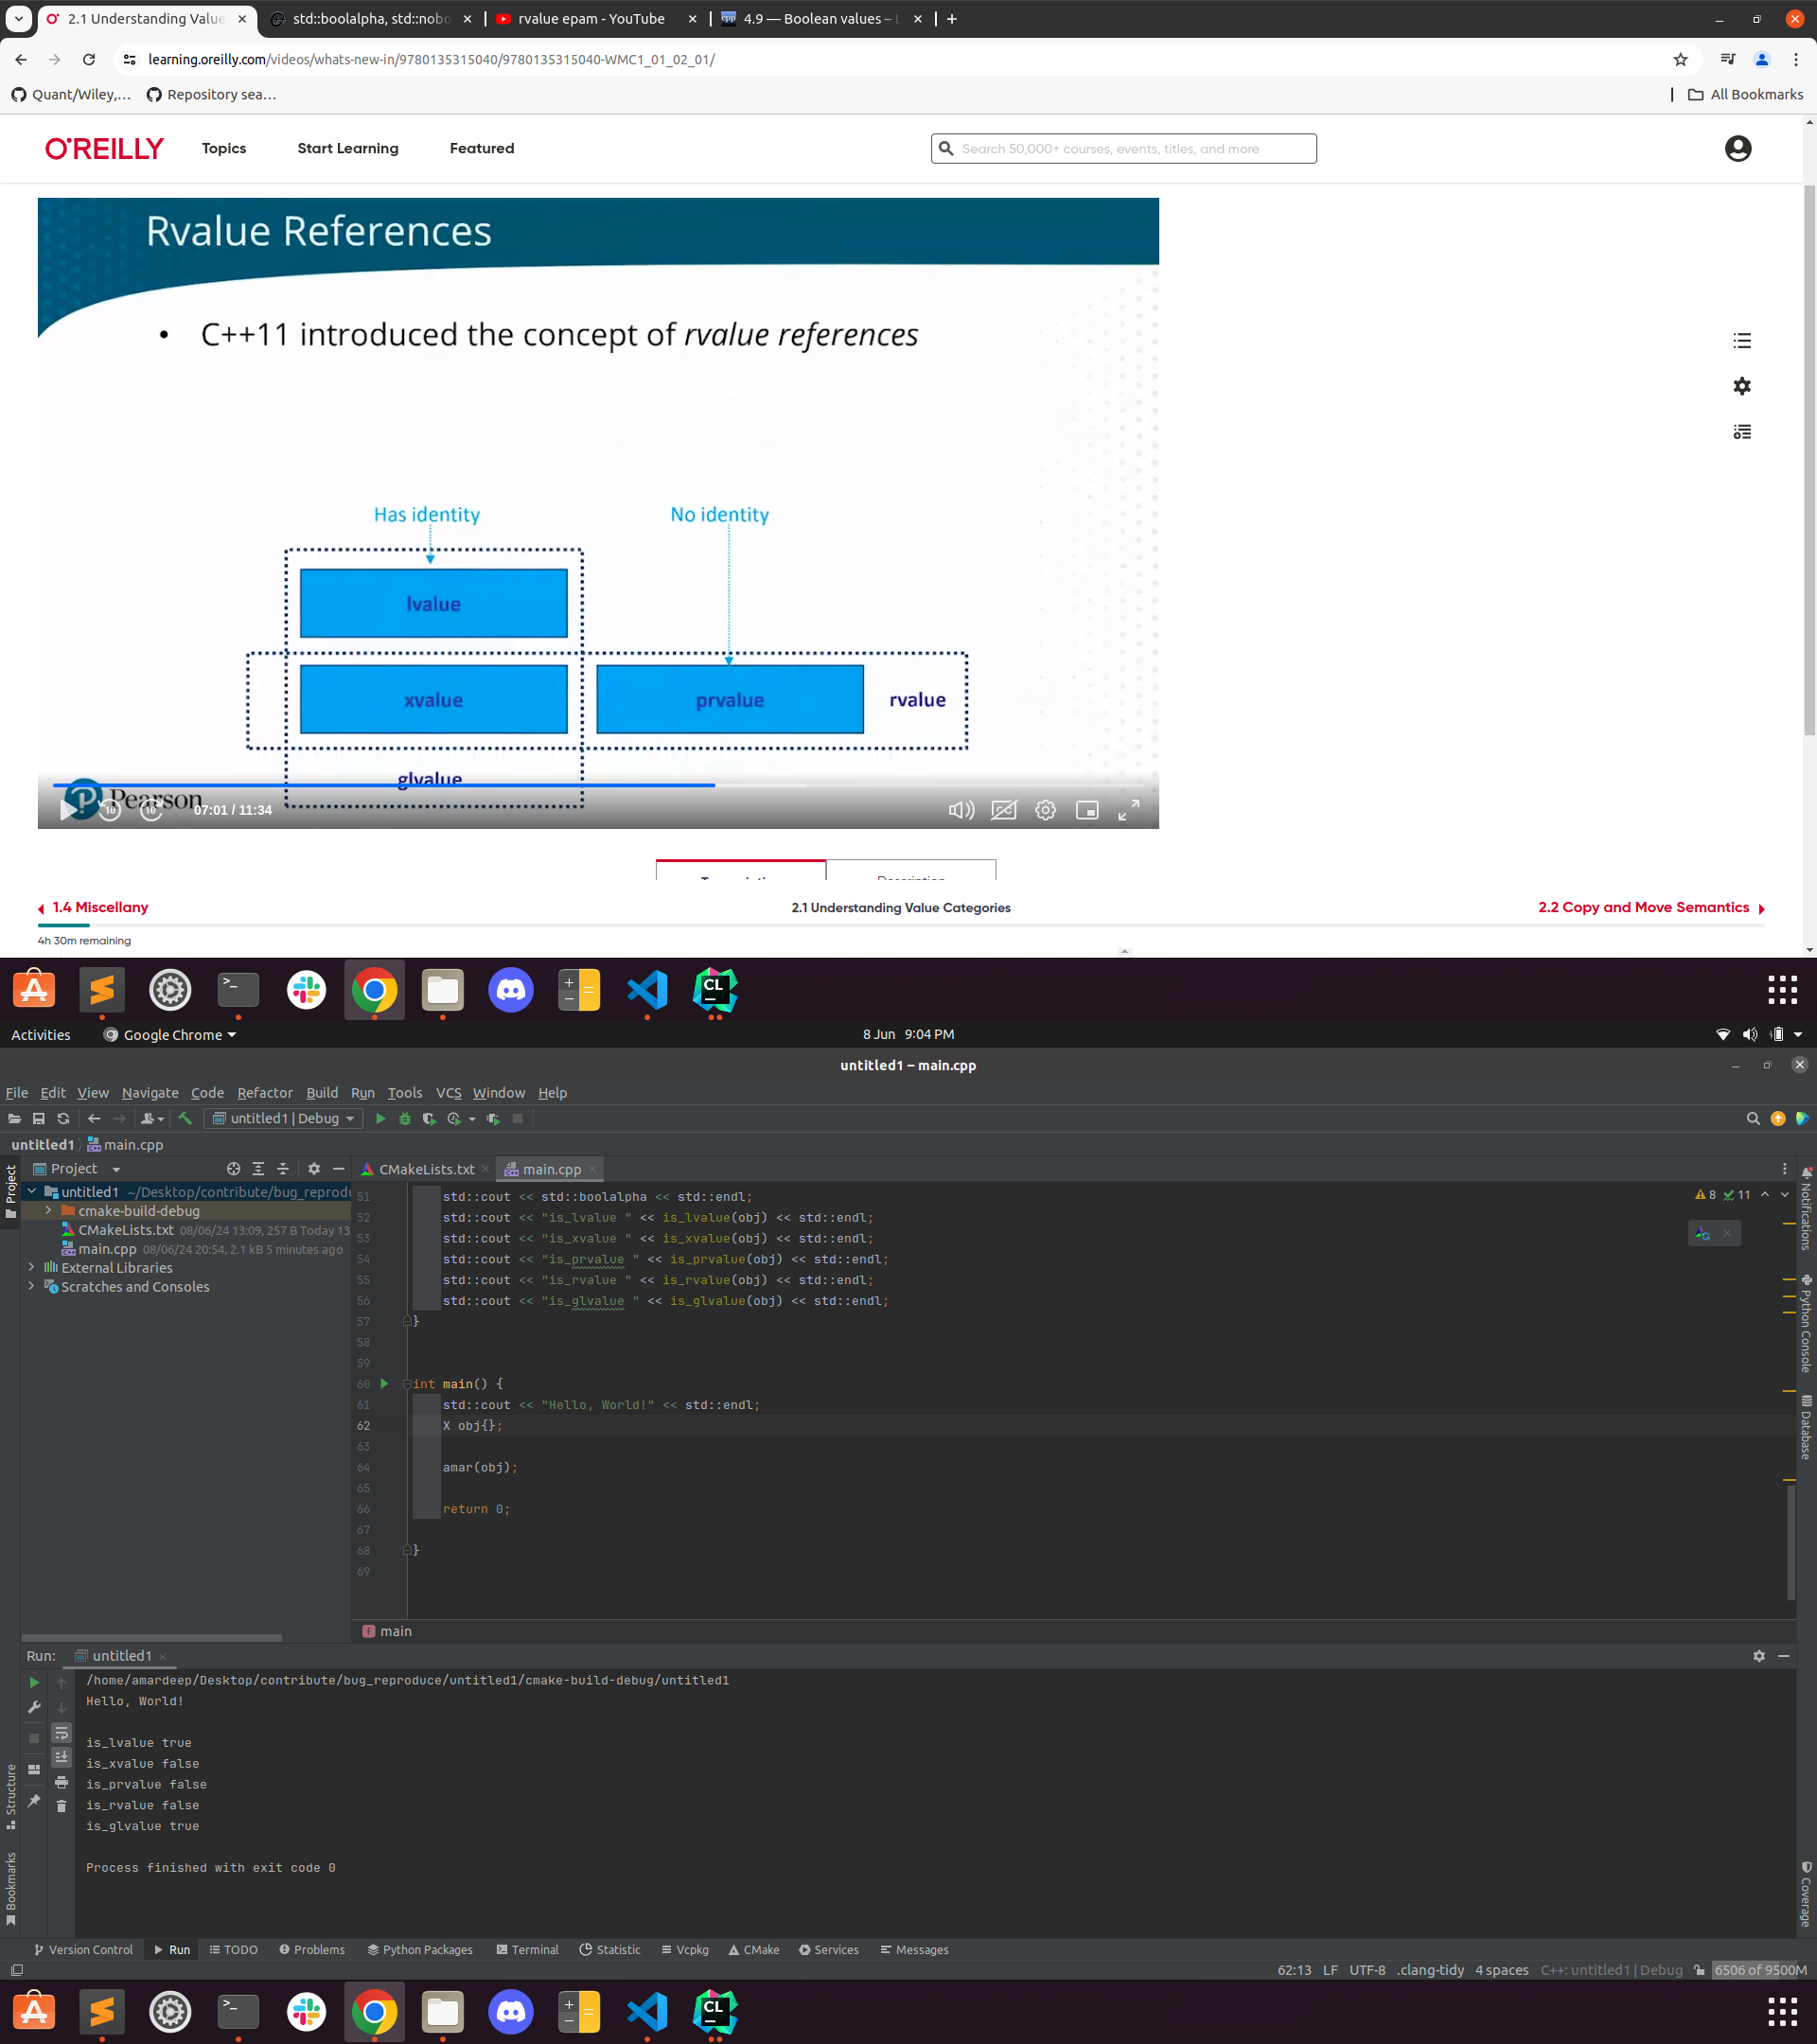 2.1 Understanding Value
std::boolalpha, std::nobo
rvalue epam - YouTube
4.9 — Boolean values – L
learning.oreilly.com/videos/whats-new-in/9780135315040/9780135315040-WMC1_01_02_01/
Quant/Wiley,...
Repository sea...
All Bookmarks
O'REILLY
Topics
Start Learning
Featured
Search 50,000+ courses, events, titles, and more
Rvalue References
• C++11 introduced the concept of rvalue references
Has identity
No identity
lvalue
xvalue
prvalue
rvalue
glvalue
Pearson
10
10
07:01 / 11:34
CC
Description
1.4 Miscellany
2.1 Understanding Value Categories
2.2 Copy and Move Semantics
4h 30m remaining
CL
Activities
Google Chrome
8 Jun 9:04 PM
untitled1 – main.cpp
File Edit View Navigate Code Refactor Build Run Tools VCS Window Help
untitled1 | Debug
untitled1 main.cpp
Project
Project
CMakeLists.txt
main.cpp
untitled1 ~/Desktop/contribute/bug_reprodu
cmake-build-debug
CMakeLists.txt 08/06/24 13:09, 257 B Today 13
main.cpp 08/06/24 20:54, 2.1 kB 5 minutes ago
External Libraries
Scratches and Consoles
8 11
51 std::cout << std::boolalpha << std::endl;
52 std::cout << "is_lvalue " << is_lvalue(obj) << std::endl;
53 std::cout << "is_xvalue " << is_xvalue(obj) << std::endl;
54 std::cout << "is_prvalue " << is_prvalue(obj) << std::endl;
55 std::cout << "is_rvalue " << is_rvalue(obj) << std::endl;
56 std::cout << "is_glvalue " << is_glvalue(obj) << std::endl;
57 }
58
59
60 int main() {
61 std::cout << "Hello, World!" << std::endl;
62 X obj{};
63
64 amar(obj);
65
66 return 0;
67
68 }
69
f main
Notifications
Python Console
Database
Coverage
Structure
Bookmarks
Run: untitled1
/home/amardeep/Desktop/contribute/bug_reproduce/untitled1/cmake-build-debug/untitled1
Hello, World!
is_lvalue true
is_xvalue false
is_prvalue false
is_rvalue false
is_glvalue true
Process finished with exit code 0
Version Control Run TODO Problems Python Packages Terminal Statistic Vcpkg CMake Services Messages
62:13 LF UTF-8 .clang-tidy 4 spaces C++: untitled1 | Debug 6506 of 9500M
CL